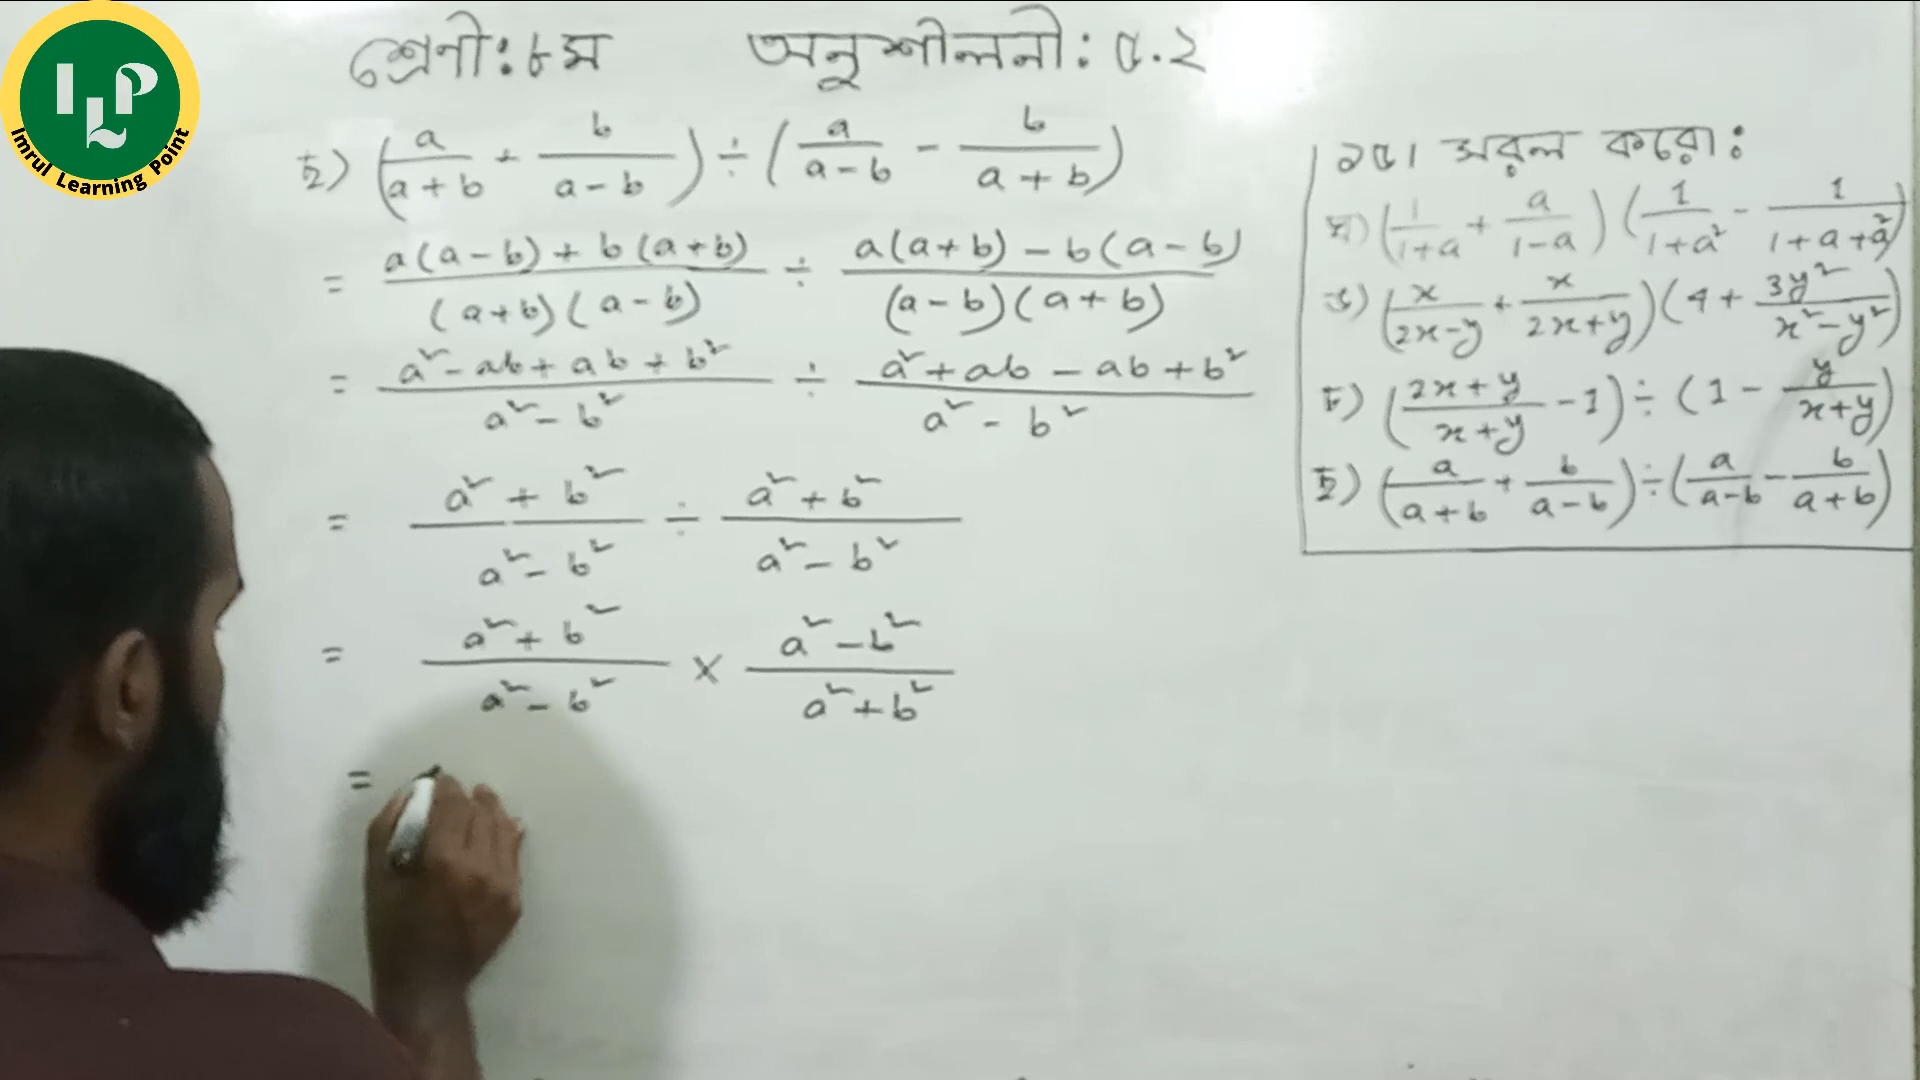 ILP
Imrul Learning Point
শ্রেনী: ৮ম অনুশীলনী: ৫.২
ছ) (a/(a+b) + b/(a-b)) ÷ (a/(a-b) - b/(a+b))
= (a(a-b)+b(a+b))/((a+b)(a-b)) ÷ (a(a+b)-b(a-b))/((a-b)(a+b))
= (a²-ab+ab+b²)/(a²-b²) ÷ (a²+ab-ab+b²)/(a²-b²)
= (a²+b²)/(a²-b²) ÷ (a²+b²)/(a²-b²)
= (a²+b²)/(a²-b²) × (a²-b²)/(a²+b²)
=
১৫। সরল করো:
ঘ) (1/(1+a) + a/(1-a)) (1/(1+a²) - 1/(1+a+a²))
ঙ) (x/(2x-y) + x/(2x+y)) (4 + 3y²/(x²-y²))
চ) ((2x+y)/(x+y) - 1) ÷ (1 - y/(x+y))
ছ) (a/(a+b) + b/(a-b)) ÷ (a/(a-b) - b/(a+b))